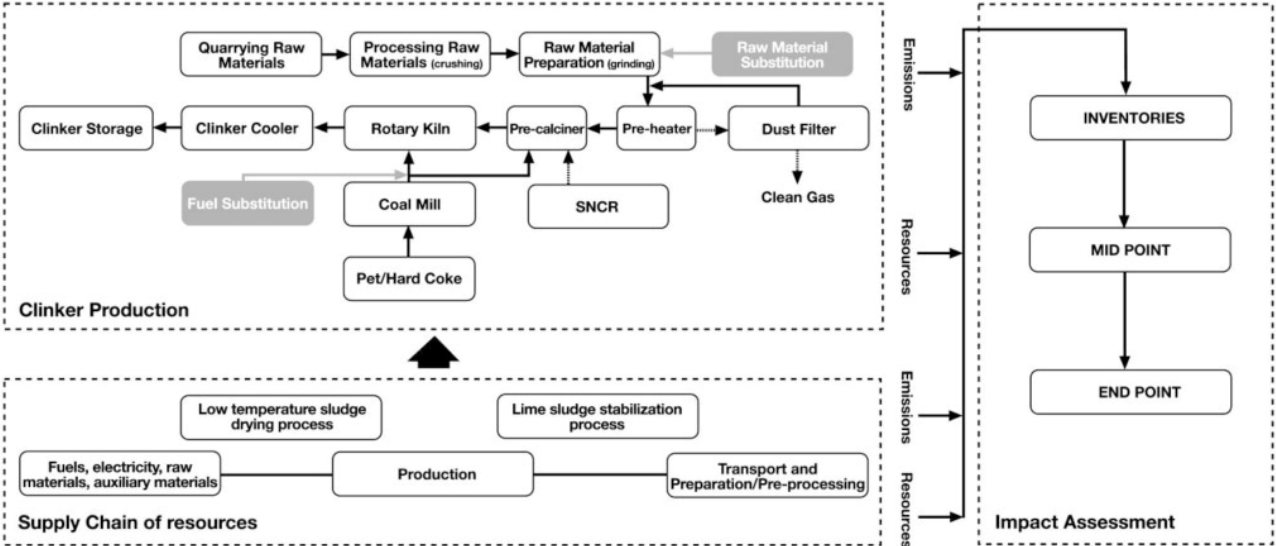 Quarrying Raw
Materials
Processing Raw
Materials (crushing)
Raw Material
Preparation (grinding)
Raw Material
Substitution
Clinker Storage
Clinker Cooler
Rotary Kiln
Pre-calciner
Pre-heater
Dust Filter
Fuel Substitution
Coal Mill
SNCR
Clean Gas
Pet/Hard Coke
Clinker Production
Low temperature sludge
drying process
Lime sludge stabilization
process
Fuels, electricity, raw
materials, auxiliary materials
Production
Transport and
Preparation/Pre-processing
Supply Chain of resources
Emissions
Resources
Emissions
Resources
INVENTORIES
MID POINT
END POINT
Impact Assessment